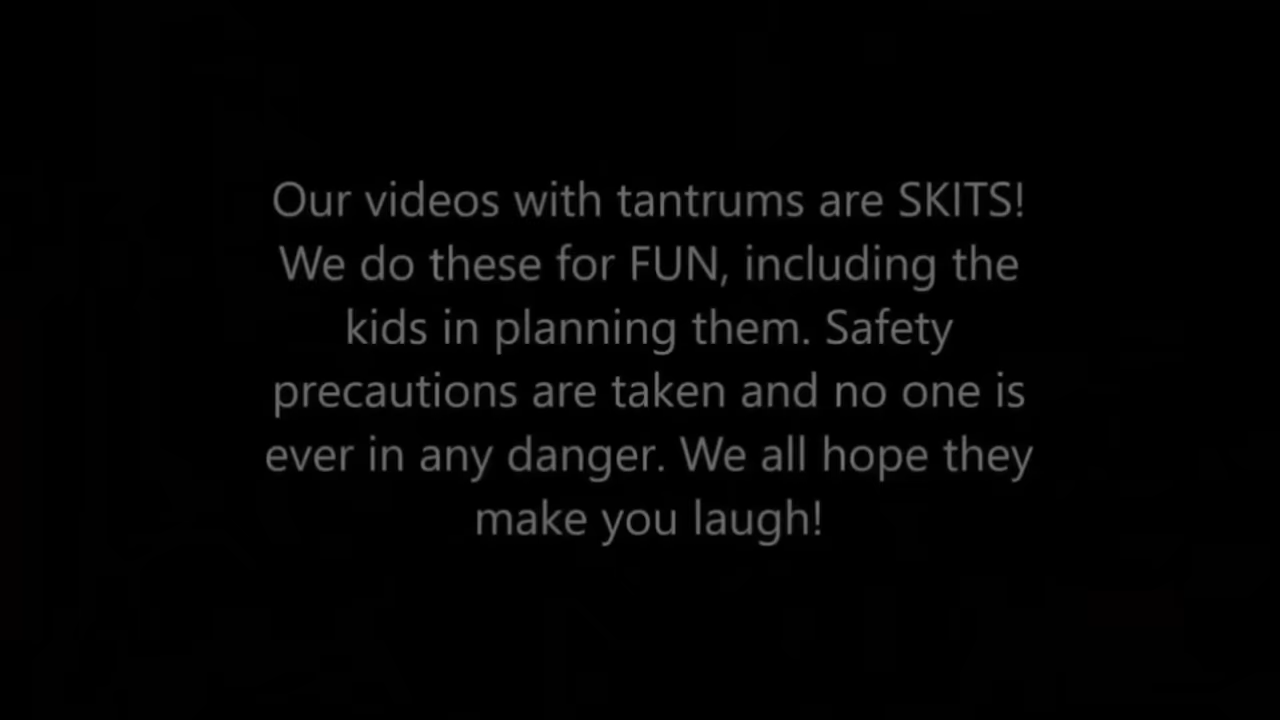 Our videos with tantrums are SKITS!
We do these for FUN, including the
kids in planning them. Safety
precautions are taken and no one is
ever in any danger. We all hope they
make you laugh!